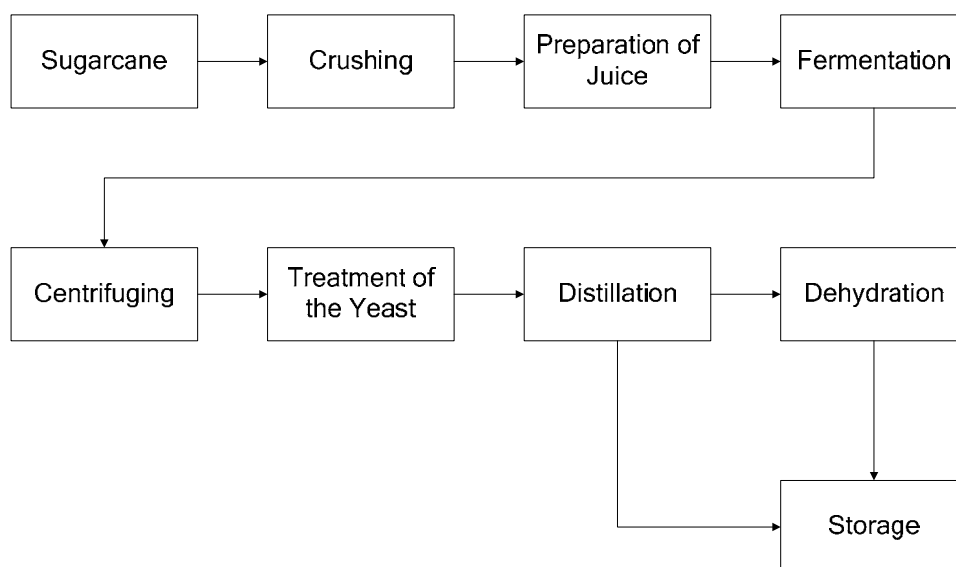 Sugarcane
Crushing
Preparation of
Juice
Fermentation
Centrifuging
Treatment of
the Yeast
Distillation
Dehydration
Storage